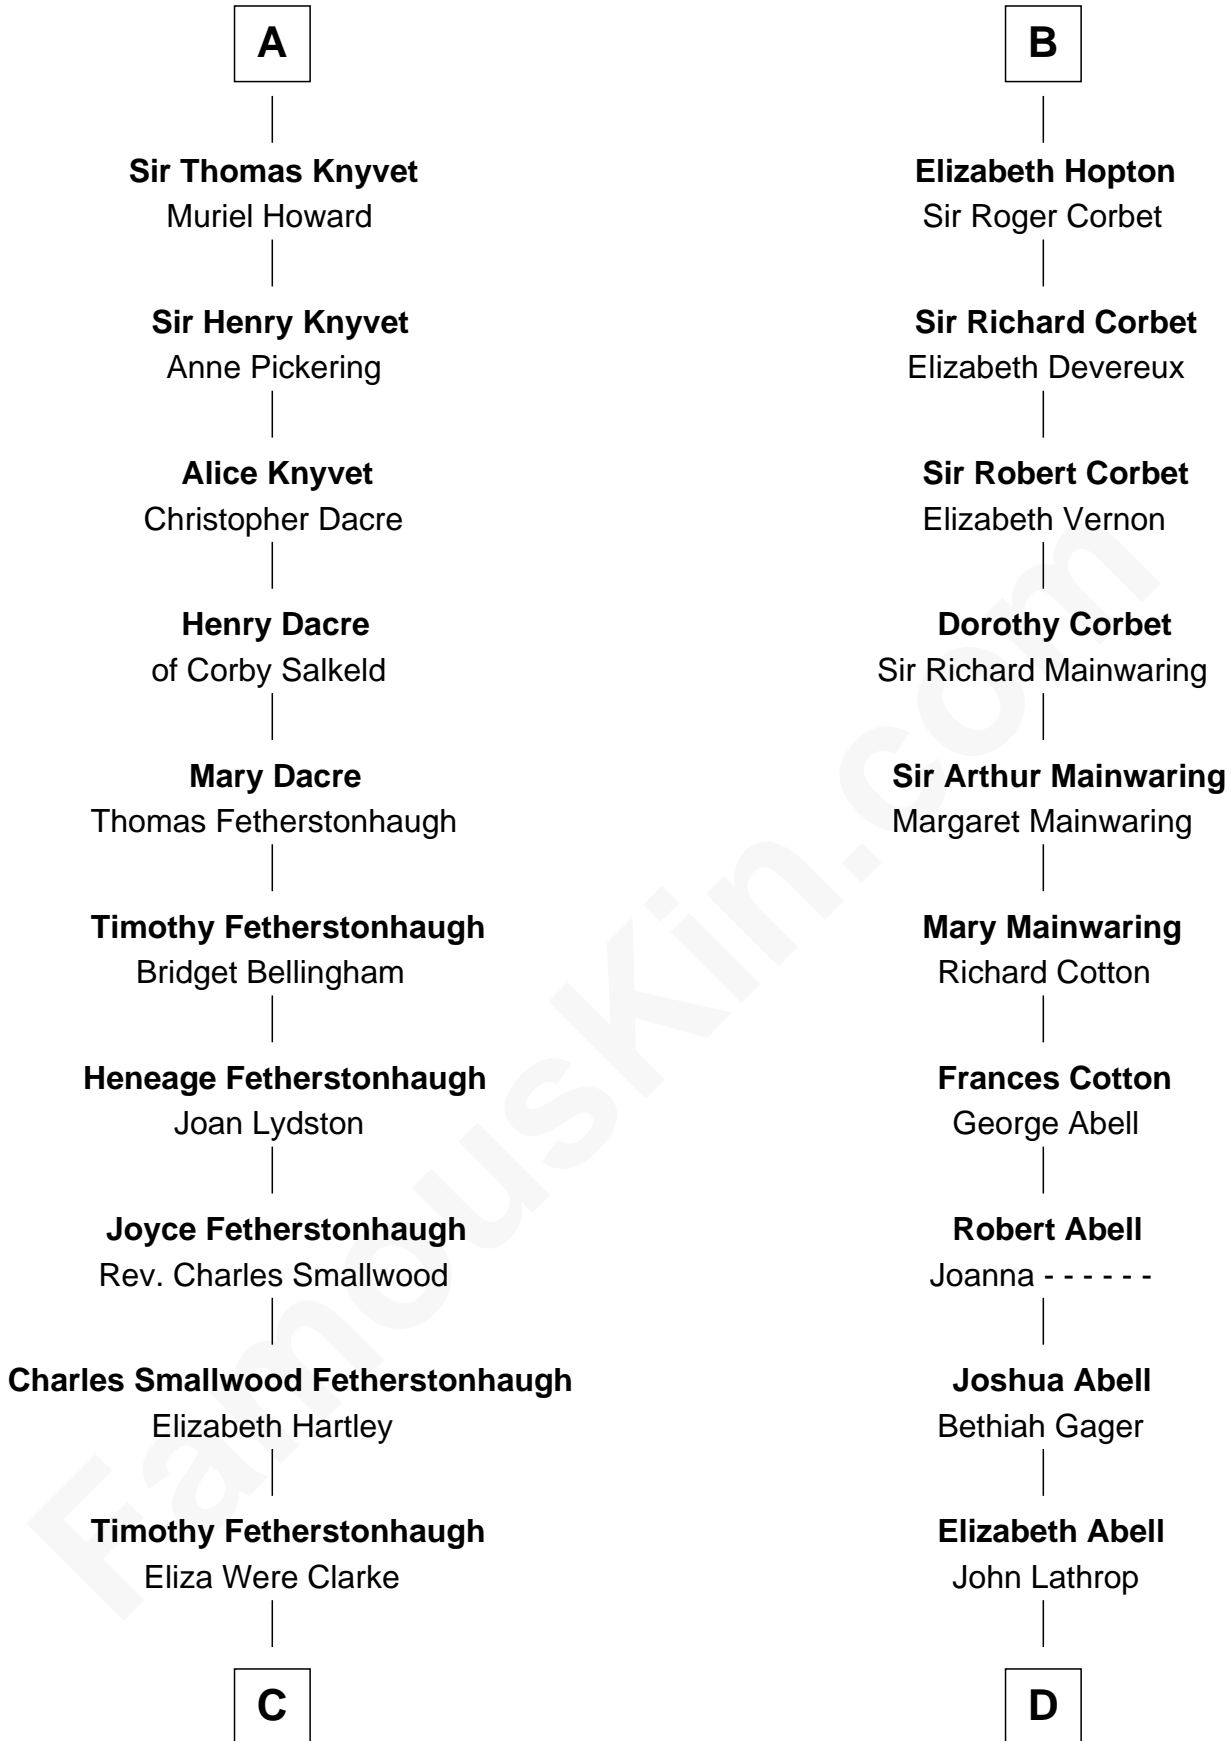 A
Sir Thomas Knyvet
Muriel Howard
Sir Henry Knyvet
Anne Pickering
Alice Knyvet
Christopher Dacre
Henry Dacre
of Corby Salkeld
Mary Dacre
Thomas Fetherstonhaugh
Timothy Fetherstonhaugh
Bridget Bellingham
Heneage Fetherstonhaugh
Joan Lydston
Joyce Fetherstonhaugh
Rev. Charles Smallwood
Charles Smallwood Fetherstonhaugh
Elizabeth Hartley
Timothy Fetherstonhaugh
Eliza Were Clarke
C
B
Elizabeth Hopton
Sir Roger Corbet
Sir Richard Corbet
Elizabeth Devereux
Sir Robert Corbet
Elizabeth Vernon
Dorothy Corbet
Sir Richard Mainwaring
Sir Arthur Mainwaring
Margaret Mainwaring
Mary Mainwaring
Richard Cotton
Frances Cotton
George Abell
Robert Abell
Joanna - - - - - -
Joshua Abell
Bethiah Gager
Elizabeth Abell
John Lathrop
D
FamousKin.com